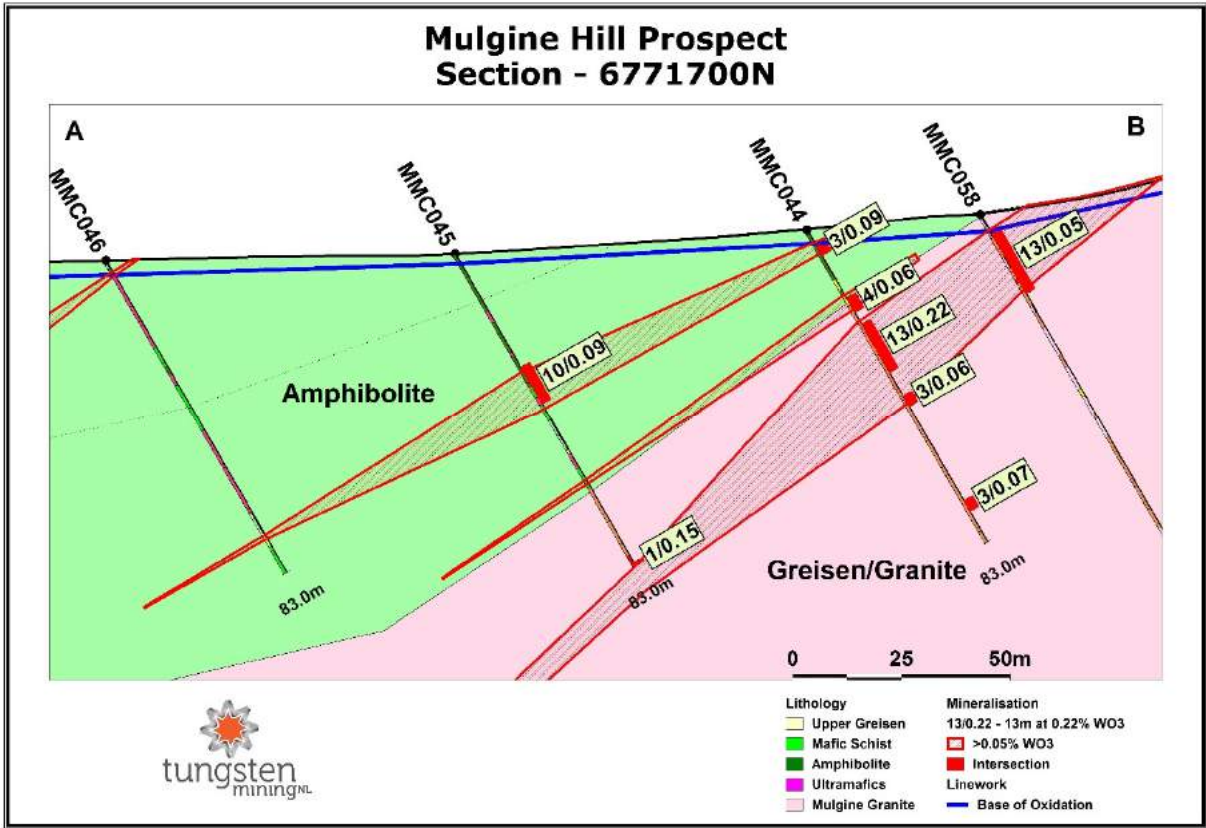 Mulgine Hill Prospect
Section - 6771700N
A
B
MMC046
MMC045
MMC044
MMC058
3/0.09
13/0.05
4/0.06
13/0.22
10/0.09
Amphibolite
3/0.06
3/0.07
1/0.15
Greisen/Granite
83.0m
83.0m
83.0m
0 25 50m
Lithology
Upper Greisen
Mafic Schist
Amphibolite
Ultramafics
Mulgine Granite
Mineralisation
13/0.22 - 13m at 0.22% WO3
>0.05% WO3
Intersection
Linework
Base of Oxidation
tungsten
mining NL